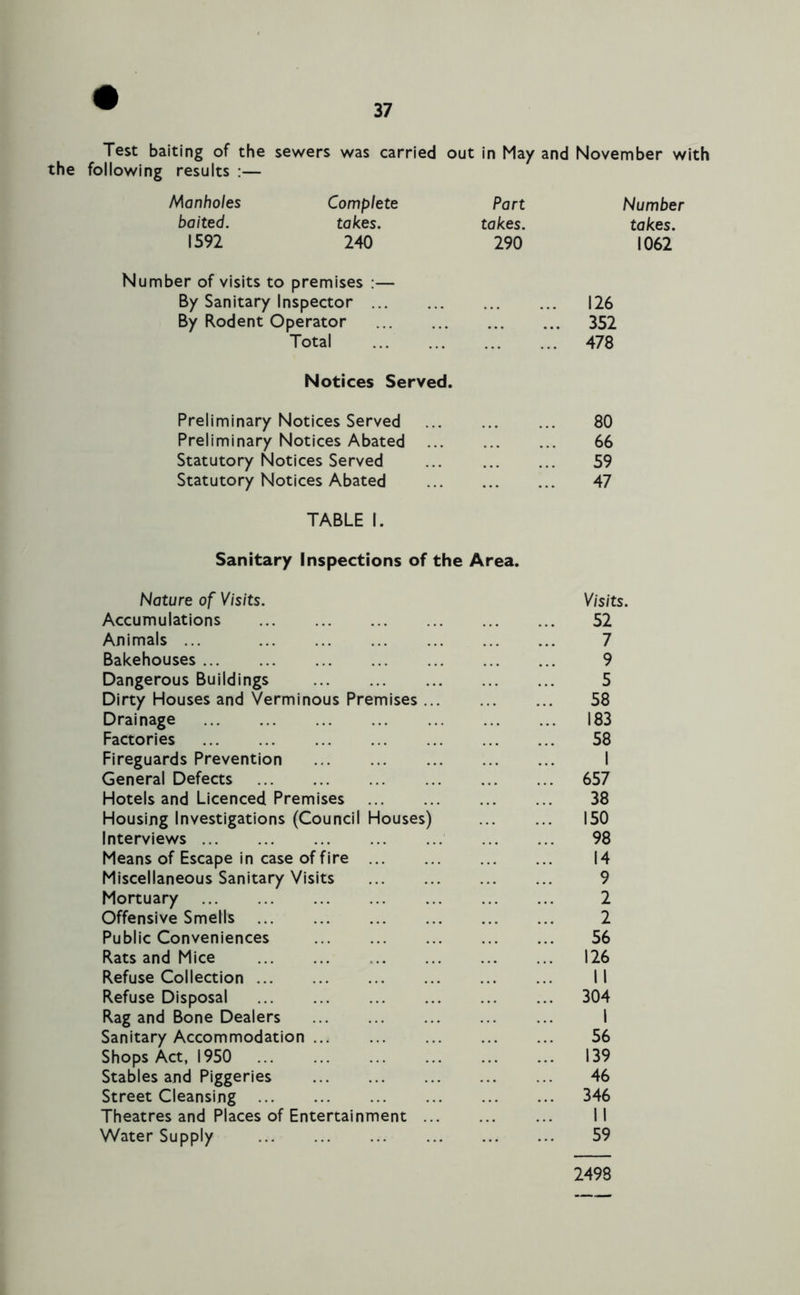 37
Test baiting of the sewers was carried out in May and November with
the following results :—
Manholes Complete Part Number
baited. takes. takes. takes.
1592 240 290 1062
Number of visits to premises :—
By Sanitary Inspector ... ... ... ... 126
By Rodent Operator ... ... ... ... 352
Total ... ... ... ... 478
Notices Served.
Preliminary Notices Served ... ... ... 80
Preliminary Notices Abated ... ... ... 66
Statutory Notices Served ... ... ... 59
Statutory Notices Abated ... ... ... 47
TABLE I.
Sanitary Inspections of the Area.
Nature of Visits. Visits.
Accumulations ... ... ... ... ... ... 52
Animals ... ... ... ... ... ... ... 7
Bakehouses ... ... ... ... ... ... ... 9
Dangerous Buildings ... ... ... ... ... 5
Dirty Houses and Verminous Premises ... ... ... 58
Drainage ... ... ... ... ... ... ... 183
Factories ... ... ... ... ... ... ... 58
Fireguards Prevention ... ... ... ... ... 1
General Defects ... ... ... ... ... ... 657
Hotels and Licenced Premises ... ... ... ... 38
Housing Investigations (Council Houses) ... ... 150
Interviews ... ... ... ... ... ... ... 98
Means of Escape in case of fire ... ... ... ... 14
Miscellaneous Sanitary Visits ... ... ... ... 9
Mortuary ... ... ... ... ... ... ... 2
Offensive Smells ... ... ... ... ... ... 2
Public Conveniences ... ... ... ... ... 56
Rats and Mice ... ... ... ... ... ... 126
Refuse Collection ... ... ... ... ... ... 11
Refuse Disposal ... ... ... ... ... ... 304
Rag and Bone Dealers ... ... ... ... ... 1
Sanitary Accommodation ... ... ... ... ... 56
Shops Act, 1950 ... ... ... ... ... ... 139
Stables and Piggeries ... ... ... ... ... 46
Street Cleansing ... ... ... ... ... ... 346
Theatres and Places of Entertainment ... ... ... 11
Water Supply ... ... ... ... ... ... 59
2498